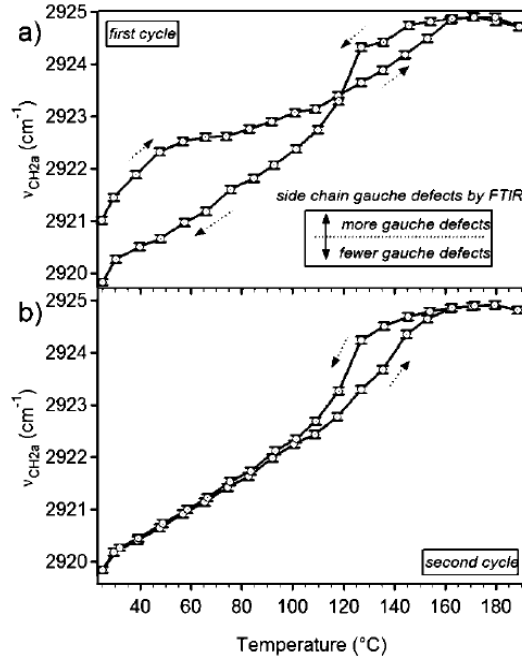 a)
first cycle
2925
2924
2923
2922
2921
2920
νCH2a (cm-1)
side chain gauche defects by FTIR
more gauche defects
fewer gauche defects
b)
2925
2924
2923
2922
2921
2920
νCH2a (cm-1)
second cycle
40 60 80 100 120 140 160 180
Temperature (°C)